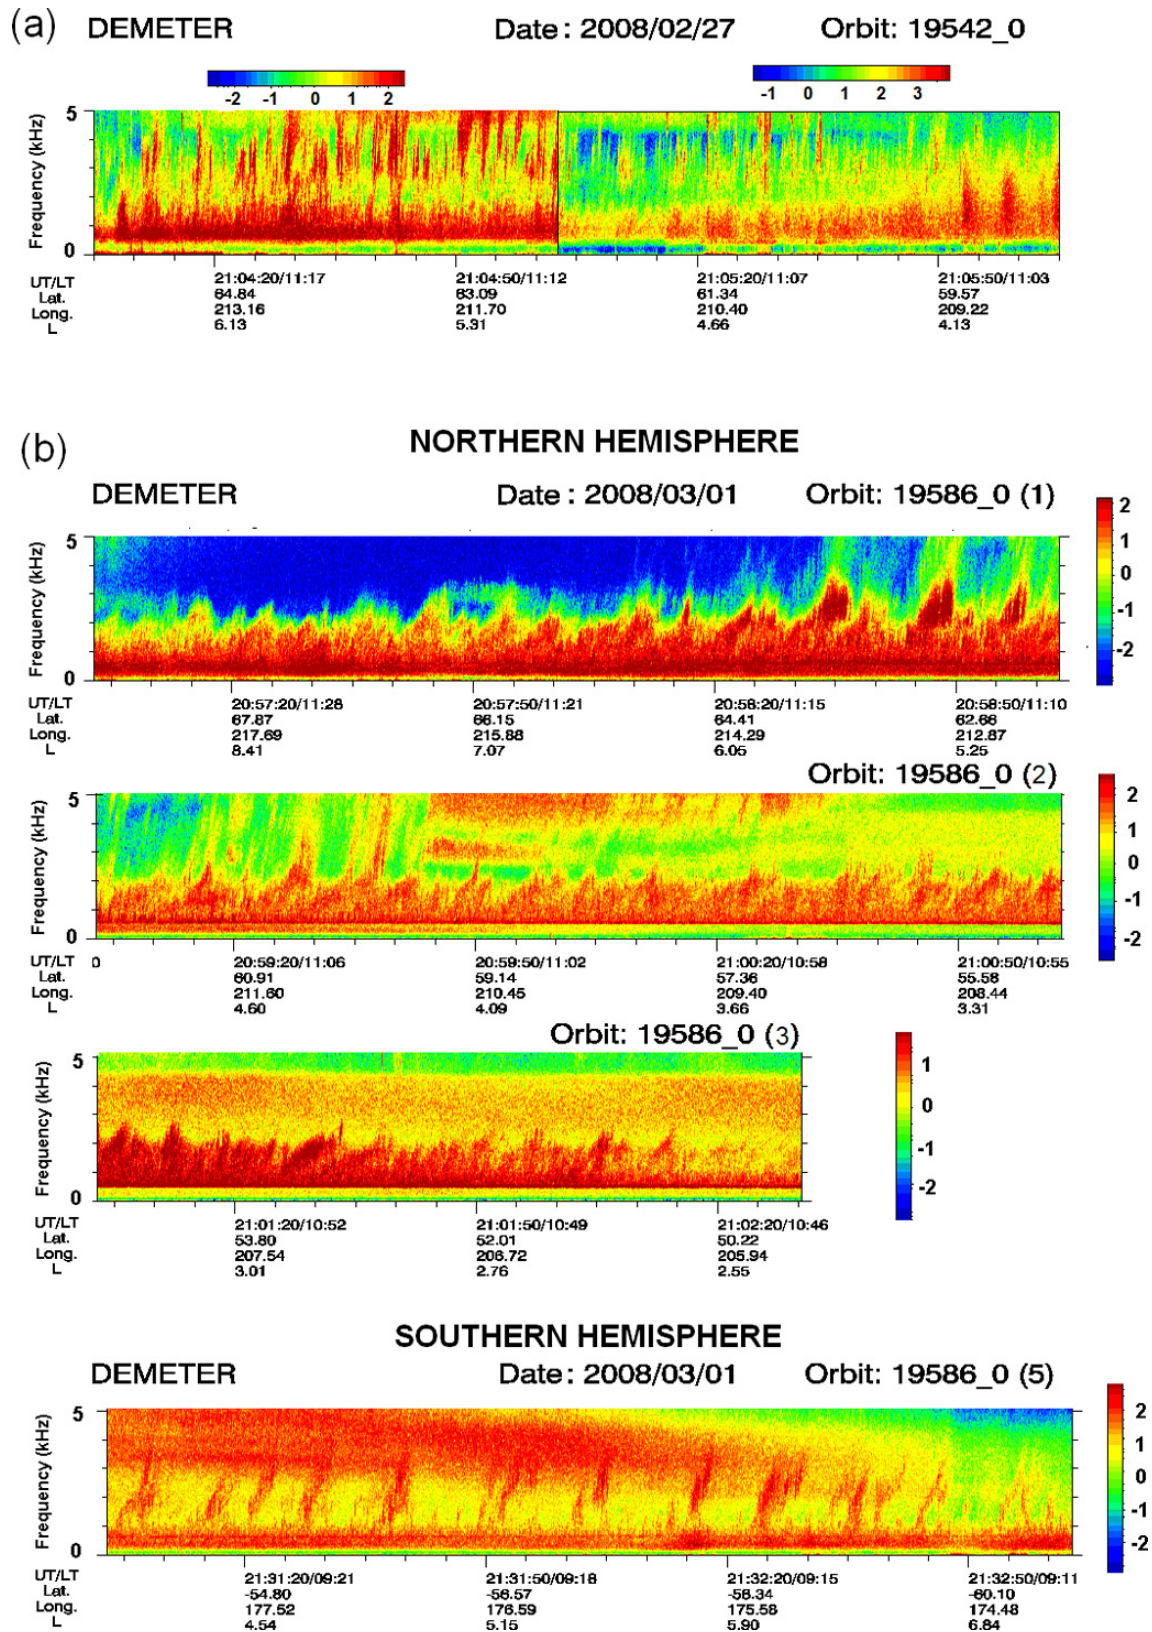 (a) DEMETER Date : 2008/02/27 Orbit: 19542_0
-2 -1 0 1 2 -1 0 1 2 3
5
Frequency (kHz)
0
UT/LT 21:04:20/11:17 21:04:50/11:12 21:05:20/11:07 21:05:50/11:03
Lat. 64.84 63.09 61.34 59.57
Long. 213.16 211.70 210.40 209.22
L 6.13 5.31 4.66 4.13
(b) NORTHERN HEMISPHERE
DEMETER Date : 2008/03/01 Orbit: 19586_0 (1)
5
Frequency (kHz)
0
2
1
0
-1
-2
UT/LT 20:57:20/11:28 20:57:50/11:21 20:58:20/11:15 20:58:50/11:10
Lat. 67.87 66.15 64.41 62.66
Long. 217.69 215.88 214.29 212.87
L 8.41 7.07 6.05 5.25
Orbit: 19586_0 (2)
5
Frequency (kHz)
0
2
1
0
-1
-2
UT/LT 0 20:59:20/11:06 20:59:50/11:02 21:00:20/10:58 21:00:50/10:55
Lat. 60.91 59.14 57.36 55.58
Long. 211.60 210.45 209.40 208.44
L 4.60 4.09 3.66 3.31
Orbit: 19586_0 (3)
5
Frequency (kHz)
0
1
0
-1
-2
UT/LT 21:01:20/10:52 21:01:50/10:49 21:02:20/10:46
Lat. 53.80 52.01 50.22
Long. 207.54 206.72 205.94
L 3.01 2.76 2.55
SOUTHERN HEMISPHERE
DEMETER Date : 2008/03/01 Orbit: 19586_0 (5)
5
Frequency (kHz)
0
2
1
0
-1
-2
UT/LT 21:31:20/09:21 21:31:50/09:18 21:32:20/09:15 21:32:50/09:11
Lat. -54.80 -56.57 -58.34 -60.10
Long. 177.52 176.59 175.58 174.48
L 4.54 5.15 5.90 6.84